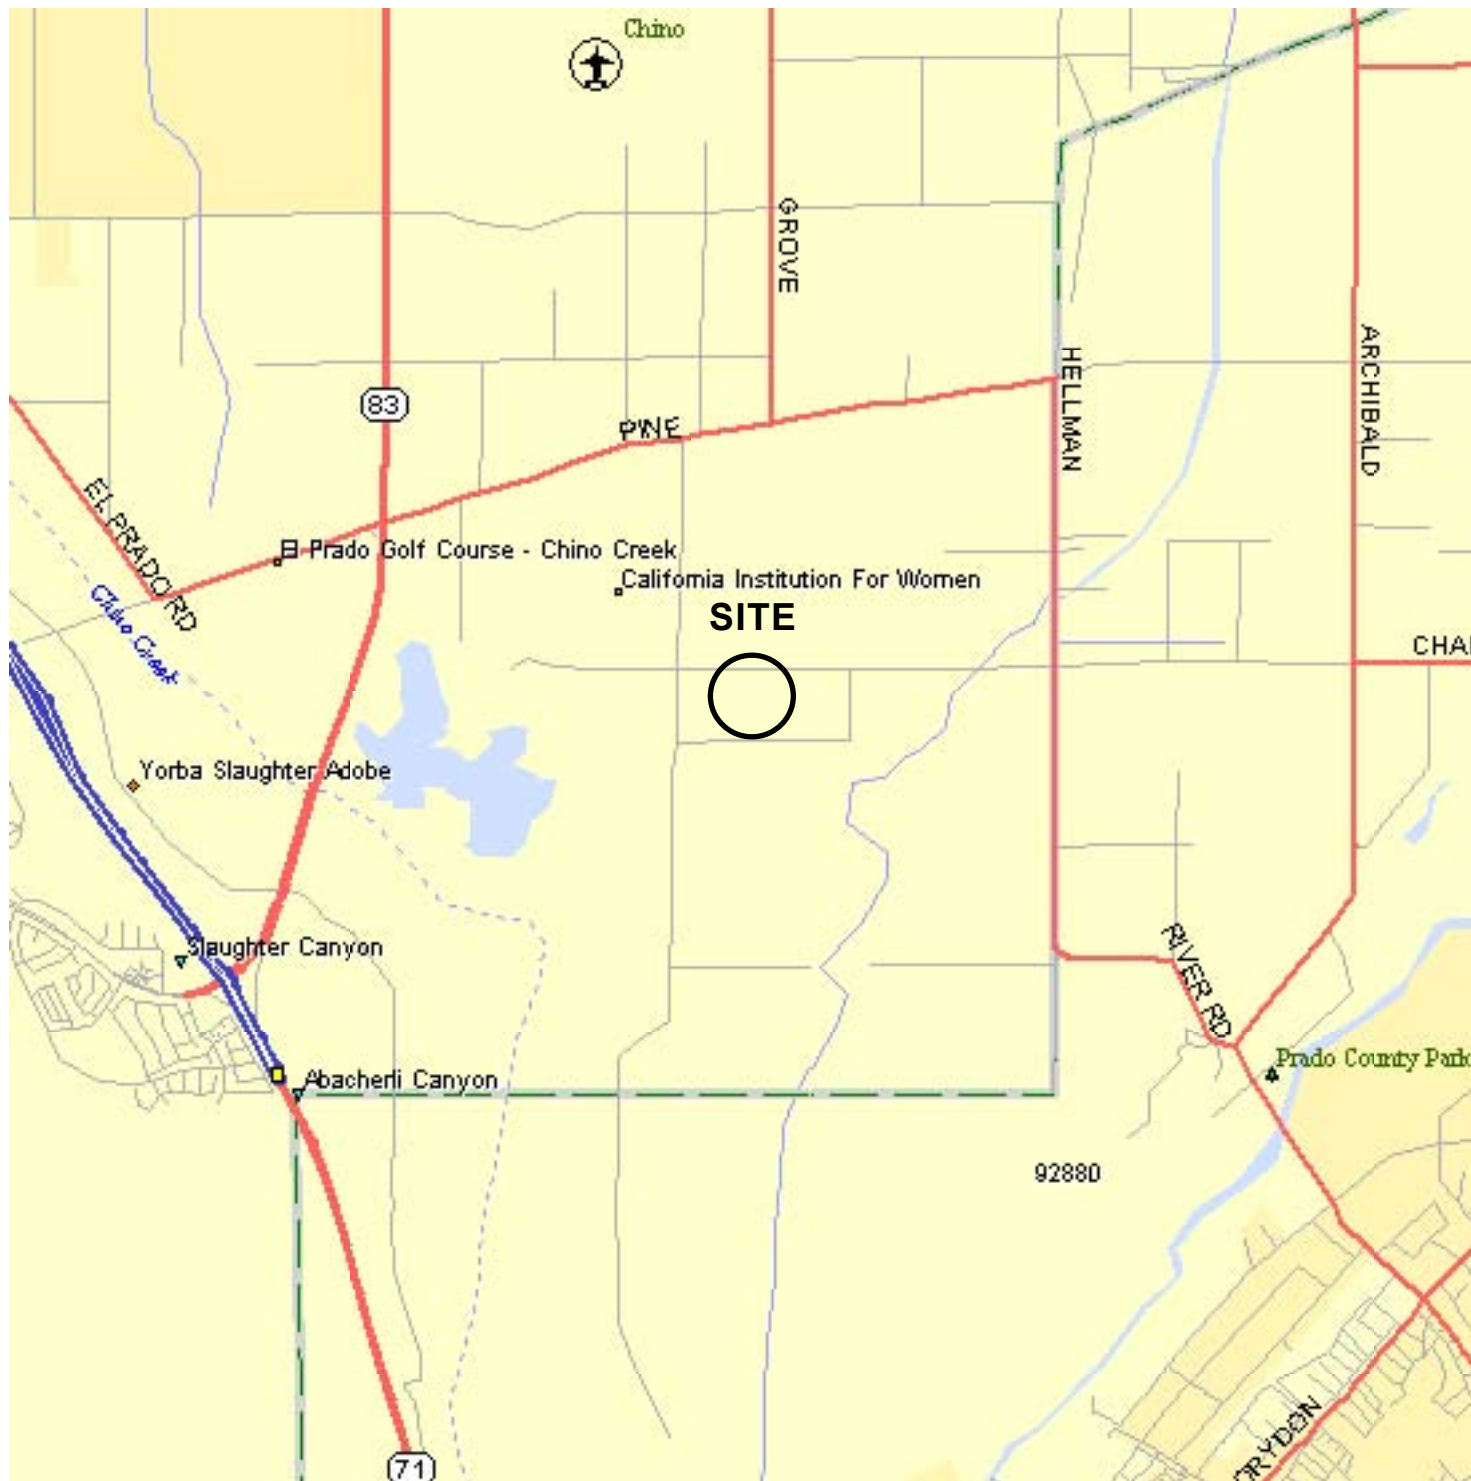 Chino
GROVE
HELLMAN
ARCHIBALD
83
PINE
EL PRADO RD
El Prado Golf Course - Chino Creek
California Institution For Women
SITE
Chino Creek
CHA
Yorba Slaughter Adobe
Slaughter Canyon
RIVER RD
Abacherli Canyon
Prado County Park
92880
ORYDON
71